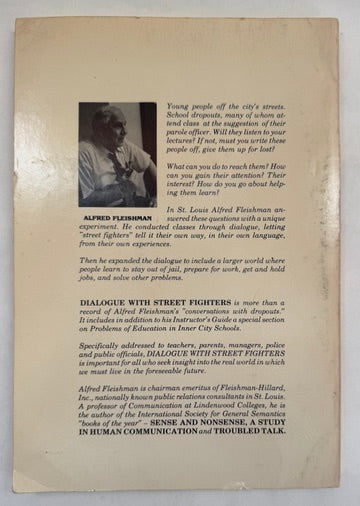 Young people off the city's streets.
School dropouts, many of whom at-
tend class at the suggestion of their
parole officer. Will they listen to your
lectures? If not, must you write these
people off, give them up for lost?
What can you do to reach them? How
can you gain their attention? Their
interest? How do you go about help-
ing them learn?
In St. Louis Alfred Fleishman an-
ALFRED FLEISHMAN swered these questions with a unique
experiment. He conducted classes through dialogue, letting
"street fighters" tell it their own way, in their own language,
from their own experiences.
Then he expanded the dialogue to include a larger world where
people learn to stay out of jail, prepare for work, get and hold
jobs, and solve other problems.
DIALOGUE WITH STREET FIGHTERS is more than a
record of Alfred Fleishman's "conversations with dropouts."
It includes in addition to his Instructor's Guide a special section
on Problems of Education in Inner City Schools.
Specifically addressed to teachers, parents, managers, police
and public officials, DIALOGUE WITH STREET FIGHTERS
is important for all who seek insight into the real world in which
we must live in the foreseeable future.
Alfred Fleishman is chairman emeritus of Fleishman-Hillard,
Inc., nationally known public relations consultants in St. Louis.
A professor of Communication at Lindenwood Colleges, he is
the author of the International Society for General Semantics
"books of the year" – SENSE AND NONSENSE, A STUDY
IN HUMAN COMMUNICATION and TROUBLED TALK.